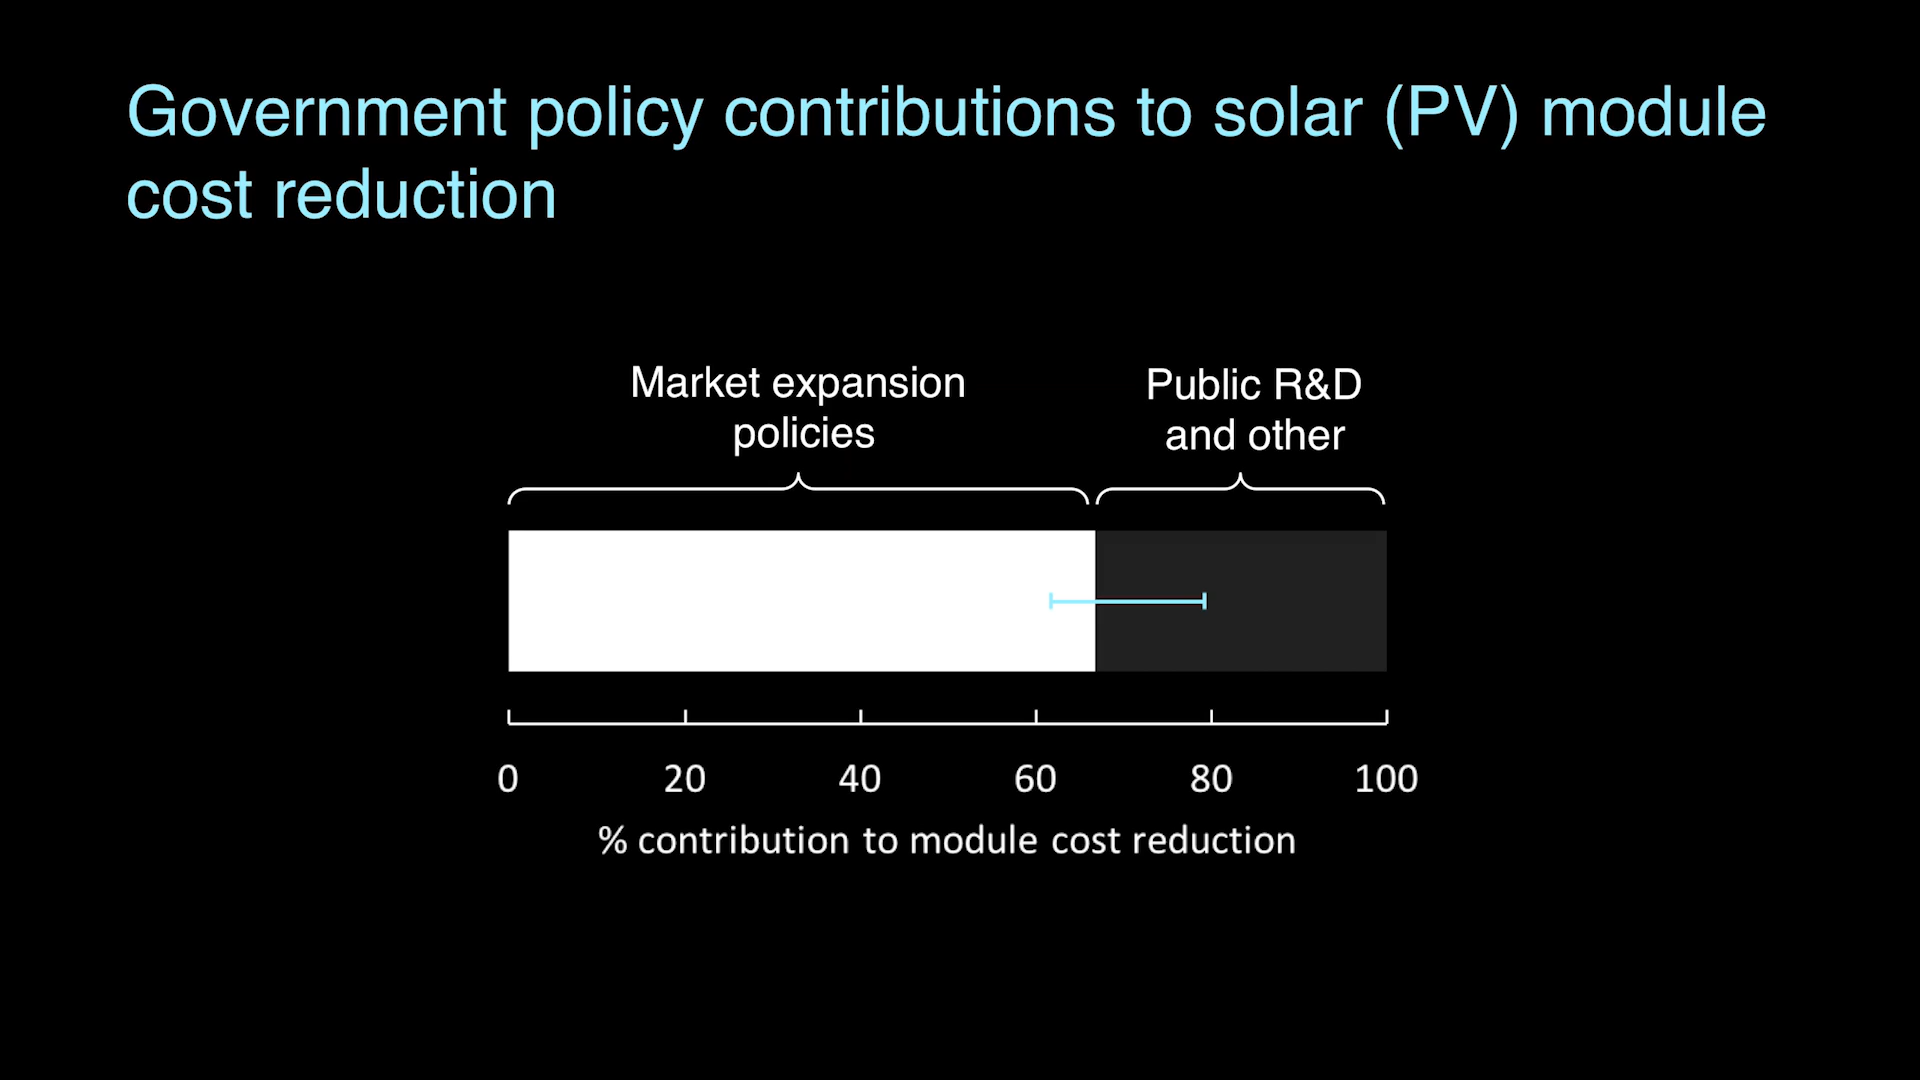 Government policy contributions to solar (PV) module
cost reduction
Market expansion
policies
Public R&D
and other
0 20 40 60 80 100
% contribution to module cost reduction